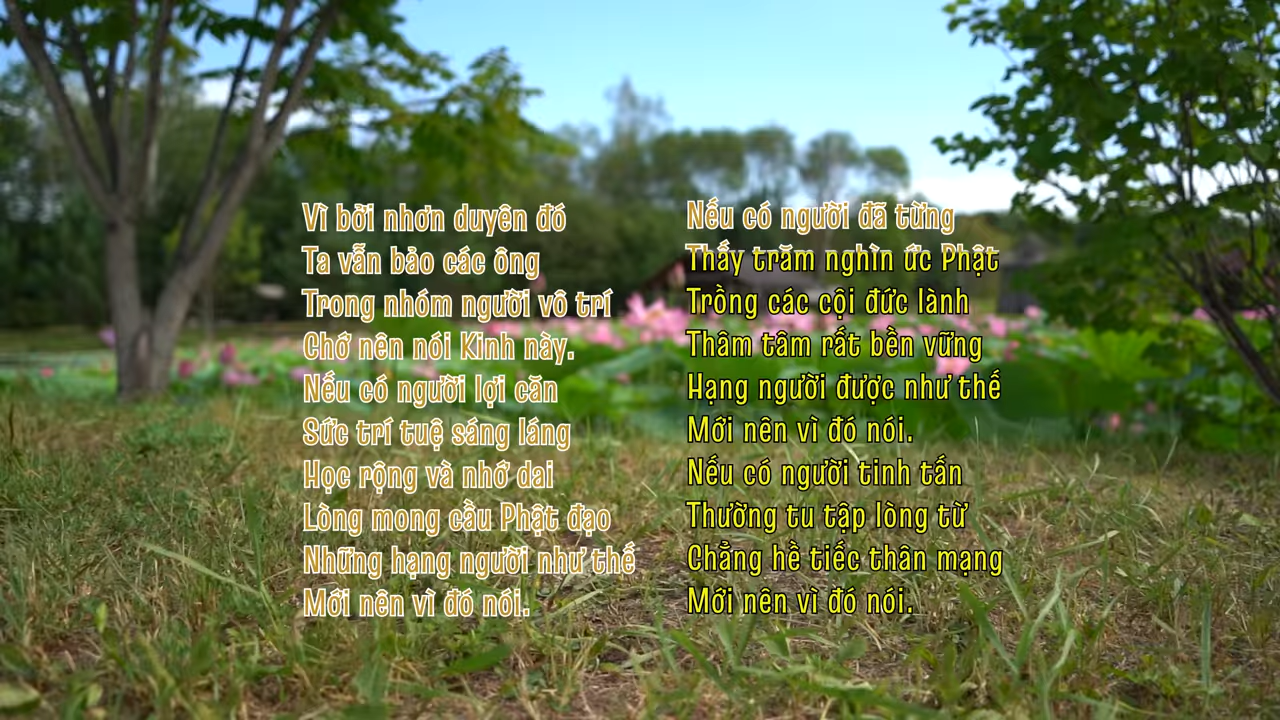 Vì bởi nhơn duyên đó
Ta vẫn bảo các ông
Trong nhóm người vô trí
Chớ nên nói Kinh này.
Nếu có người lợi căn
Sức trí tuệ sáng láng
Học rộng và nhớ dai
Lòng mong cầu Phật đạo
Những hạng người như thế
Mới nên vì đó nói.
Nếu có người đã từng
Thấy trăm nghìn ức Phật
Trồng các cội đức lành
Thâm tâm rất bền vững
Hạng người được như thế
Mới nên vì đó nói.
Nếu có người tinh tấn
Thường tu tập lòng từ
Chẳng hề tiếc thân mạng
Mới nên vì đó nói.